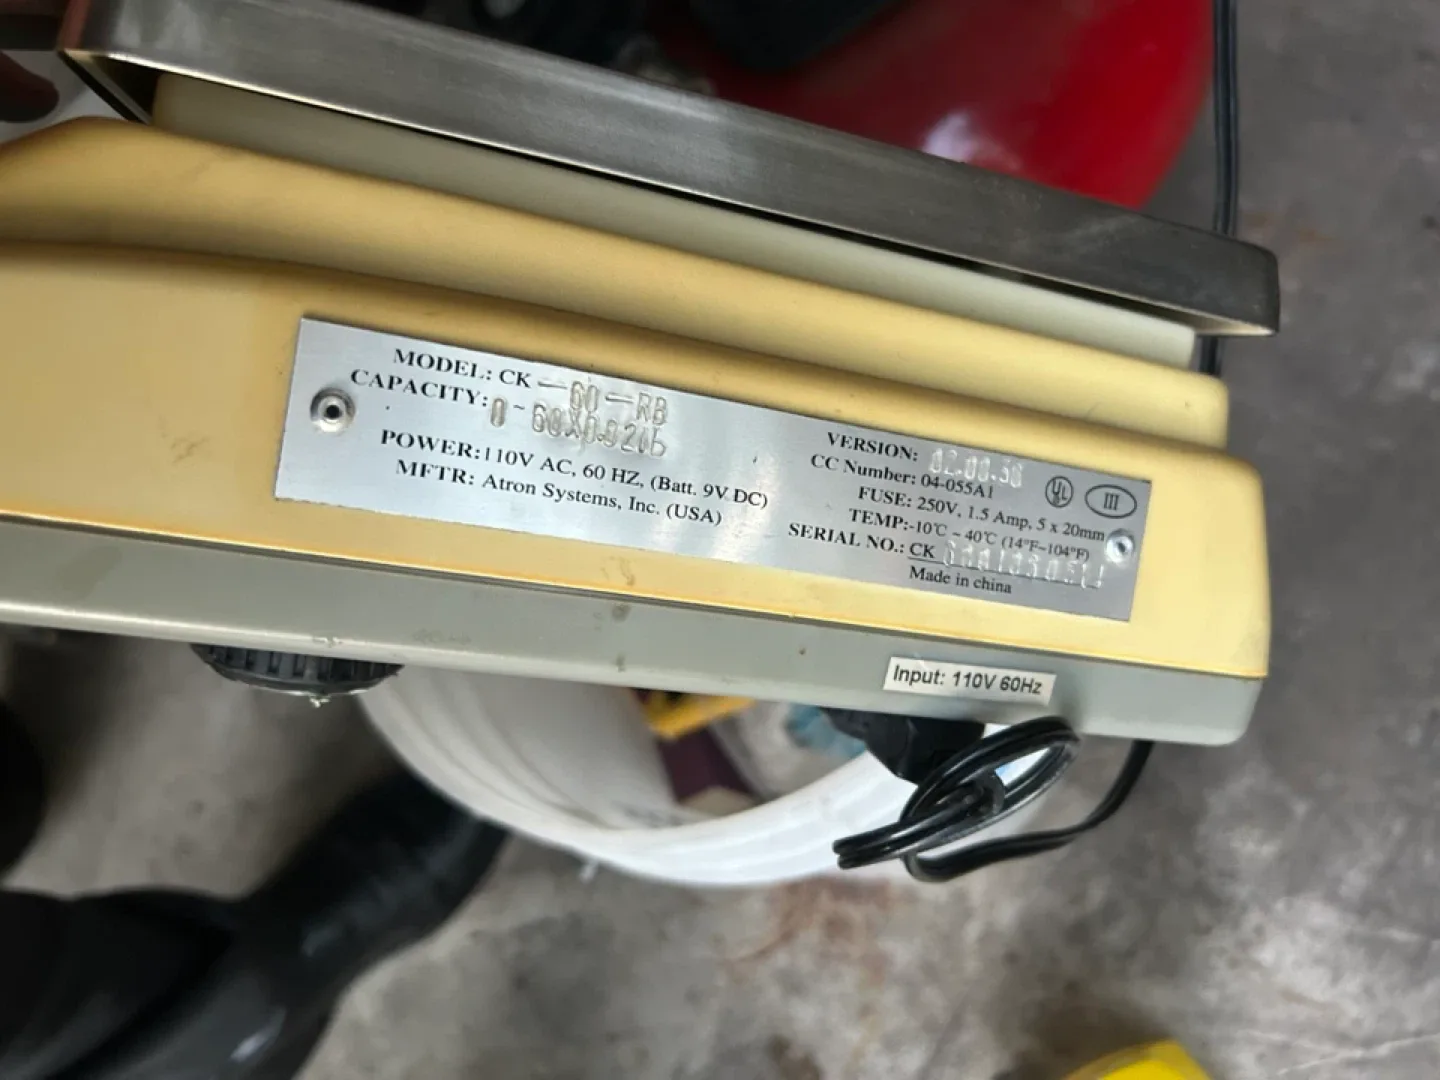 MODEL: CK-60-RB
CAPACITY: 0~60X0.02lb
POWER:110V AC, 60 HZ, (Batt. 9V DC)
MFTR: Atron Systems, Inc. (USA)
VERSION:
CC Number: 04-055A1
UL III
FUSE: 250V, 1.5 Amp, 5 x 20mm
TEMP:-10℃ ~ 40℃ (14°F~104°F)
SERIAL NO.: CK
Made in china
Input: 110V 60Hz